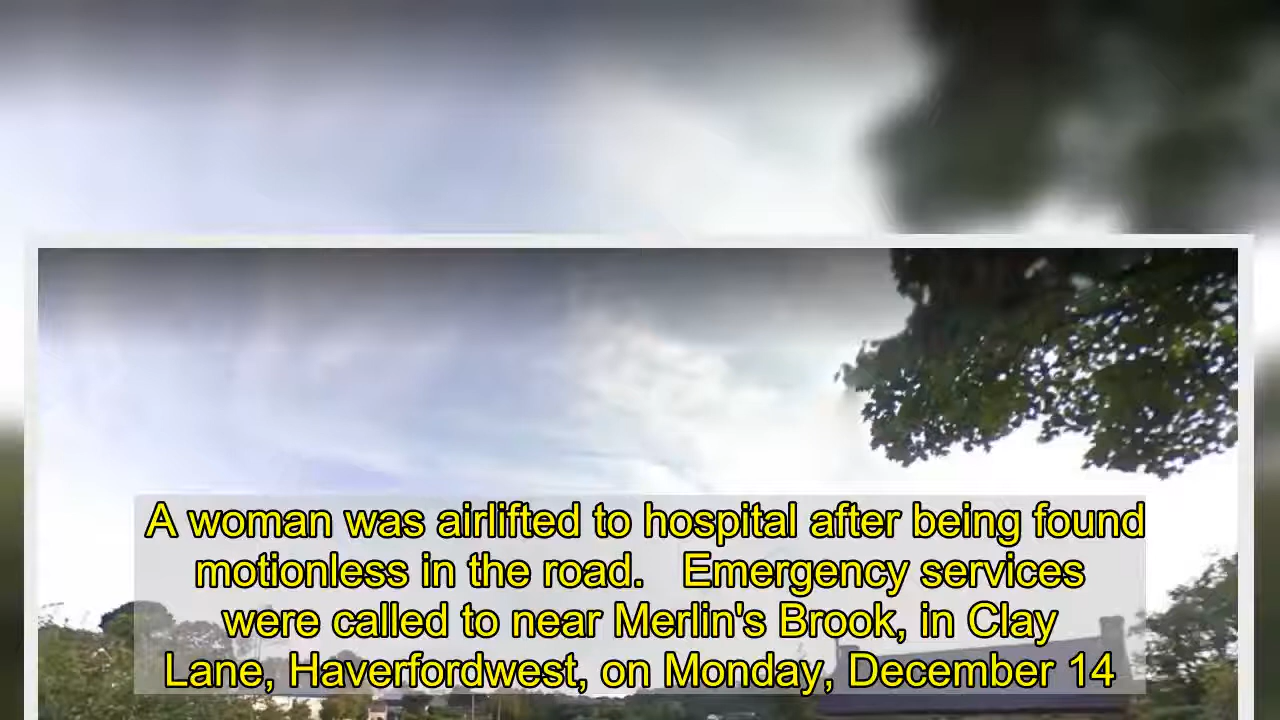 A woman was airlifted to hospital after being found
motionless in the road.   Emergency services
were called to near Merlin's Brook, in Clay
Lane, Haverfordwest, on Monday, December 14